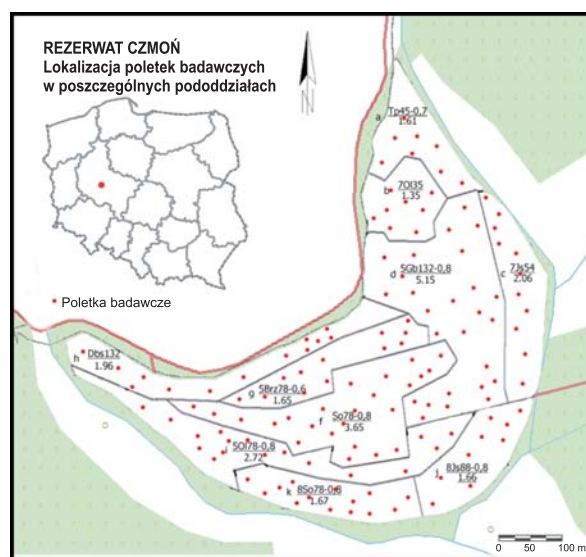 REZERWAT CZMOŃ
Lokalizacja poletek badawczych
w poszczególnych pododdziałach
N
Poletka badawcze
a
Tp45-0,7
1.61
b
7Ol35
1.35
d
5Gb132-0,8
5.15
c
7Js54
2.06
h
Dbs132
1.96
g
5Brz78-0,6
1.65
f
So78-0,8
3.65
i
5Ol78-0,8
2.72
k
8So78-0,8
1.67
j
8Js88-0,8
1.66
0 50 100 m